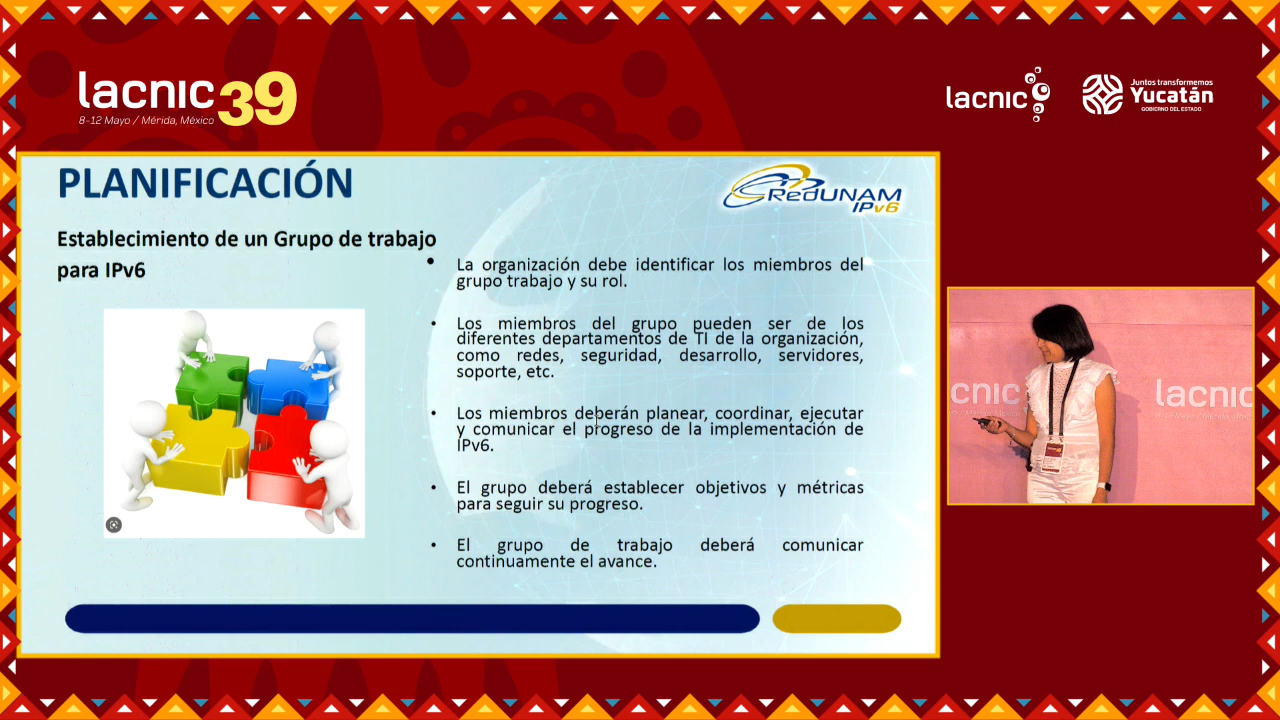 lacnic 39
8-12 Mayo / Mérida, México
lacnic
Juntos transformemos
Yucatán
GOBIERNO DEL ESTADO
PLANIFICACIÓN
RedUNAM
IPv6
Establecimiento de un Grupo de trabajo
para IPv6
• La organización debe identificar los miembros del
grupo trabajo y su rol.
• Los miembros del grupo pueden ser de los
diferentes departamentos de TI de la organización,
como redes, seguridad, desarrollo, servidores,
soporte, etc.
• Los miembros deberán planear, coordinar, ejecutar
y comunicar el progreso de la implementación de
IPv6.
• El grupo deberá establecer objetivos y métricas
para seguir su progreso.
• El grupo de trabajo deberá comunicar
continuamente el avance.
cnic
lacnic